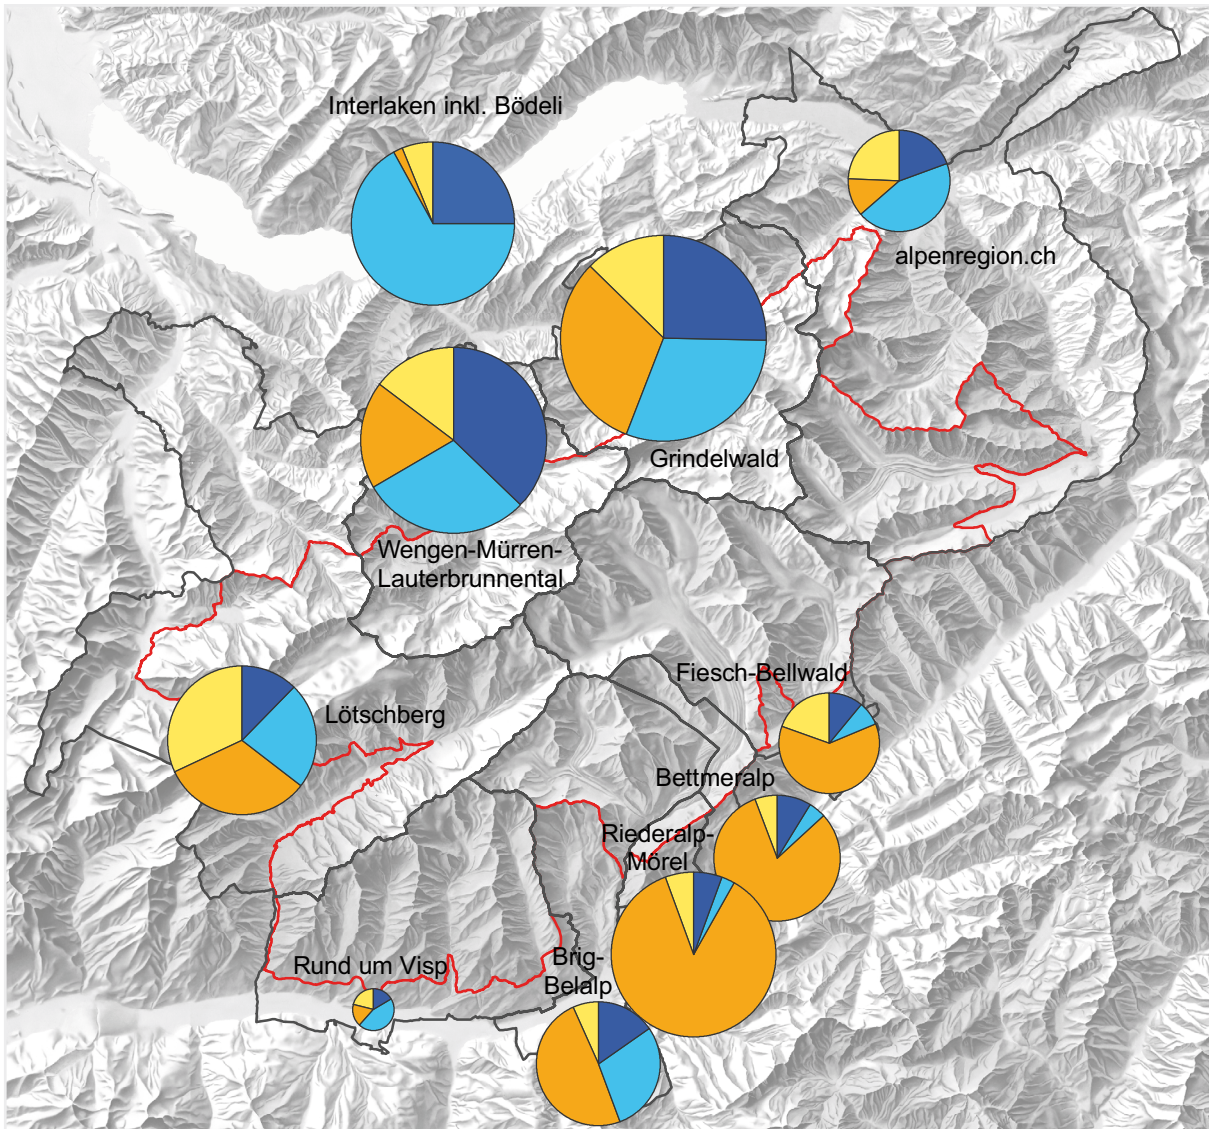 Interlaken inkl. Bödeli
alpenregion.ch
Grindelwald
Wengen-Mürren-
Lauterbrunnental
Fiesch-Bellwald
Lötschberg
Bettmeralp
Riederalp-
Mörel
Brig-
Belalp
Rund um Visp